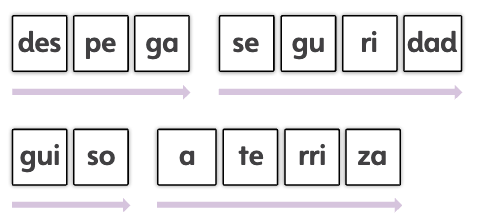 des pe ga se gu ri dad
gui so a te rri za